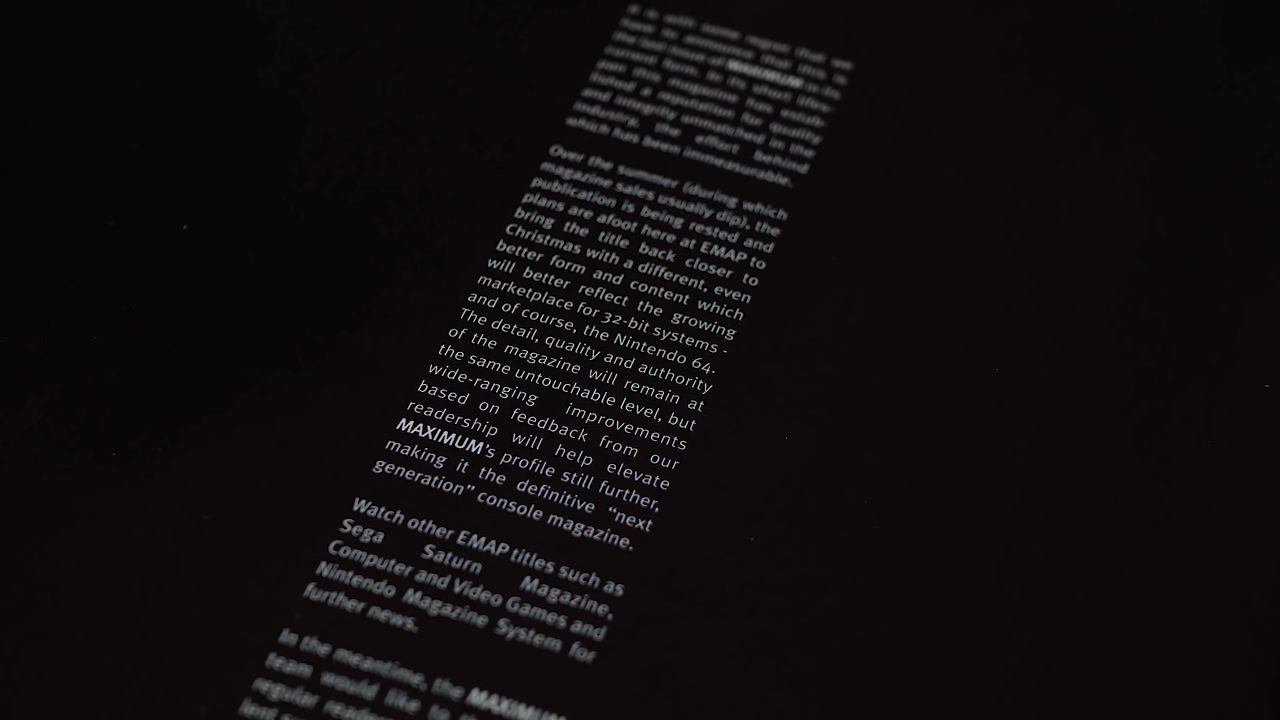 It is with some regret that we
have to announce that this is
the last issue of MAXIMUM in its
current form. In its short lifes-
pan this magazine has estab-
lished a reputation for quality
and integrity unmatched in the
industry, the effort behind
which has been immeasurable.
Over the summer (during which
magazine sales usually dip), the
publication is being rested and
plans are afoot here at EMAP to
bring the title back closer to
Christmas with a different, even
better form and content which
will better reflect the growing
marketplace for 32-bit systems -
and of course, the Nintendo 64.
The detail, quality and authority
of the magazine will remain at
the same untouchable level, but
wide-ranging improvements
based on feedback from our
readership will help elevate
MAXIMUM's profile still further,
making it the definitive “next
generation” console magazine.
Watch other EMAP titles such as
Sega Saturn Magazine,
Computer and Video Games and
Nintendo Magazine System for
further news.
In the meantime, the MAXIMUM
team would like to
regular